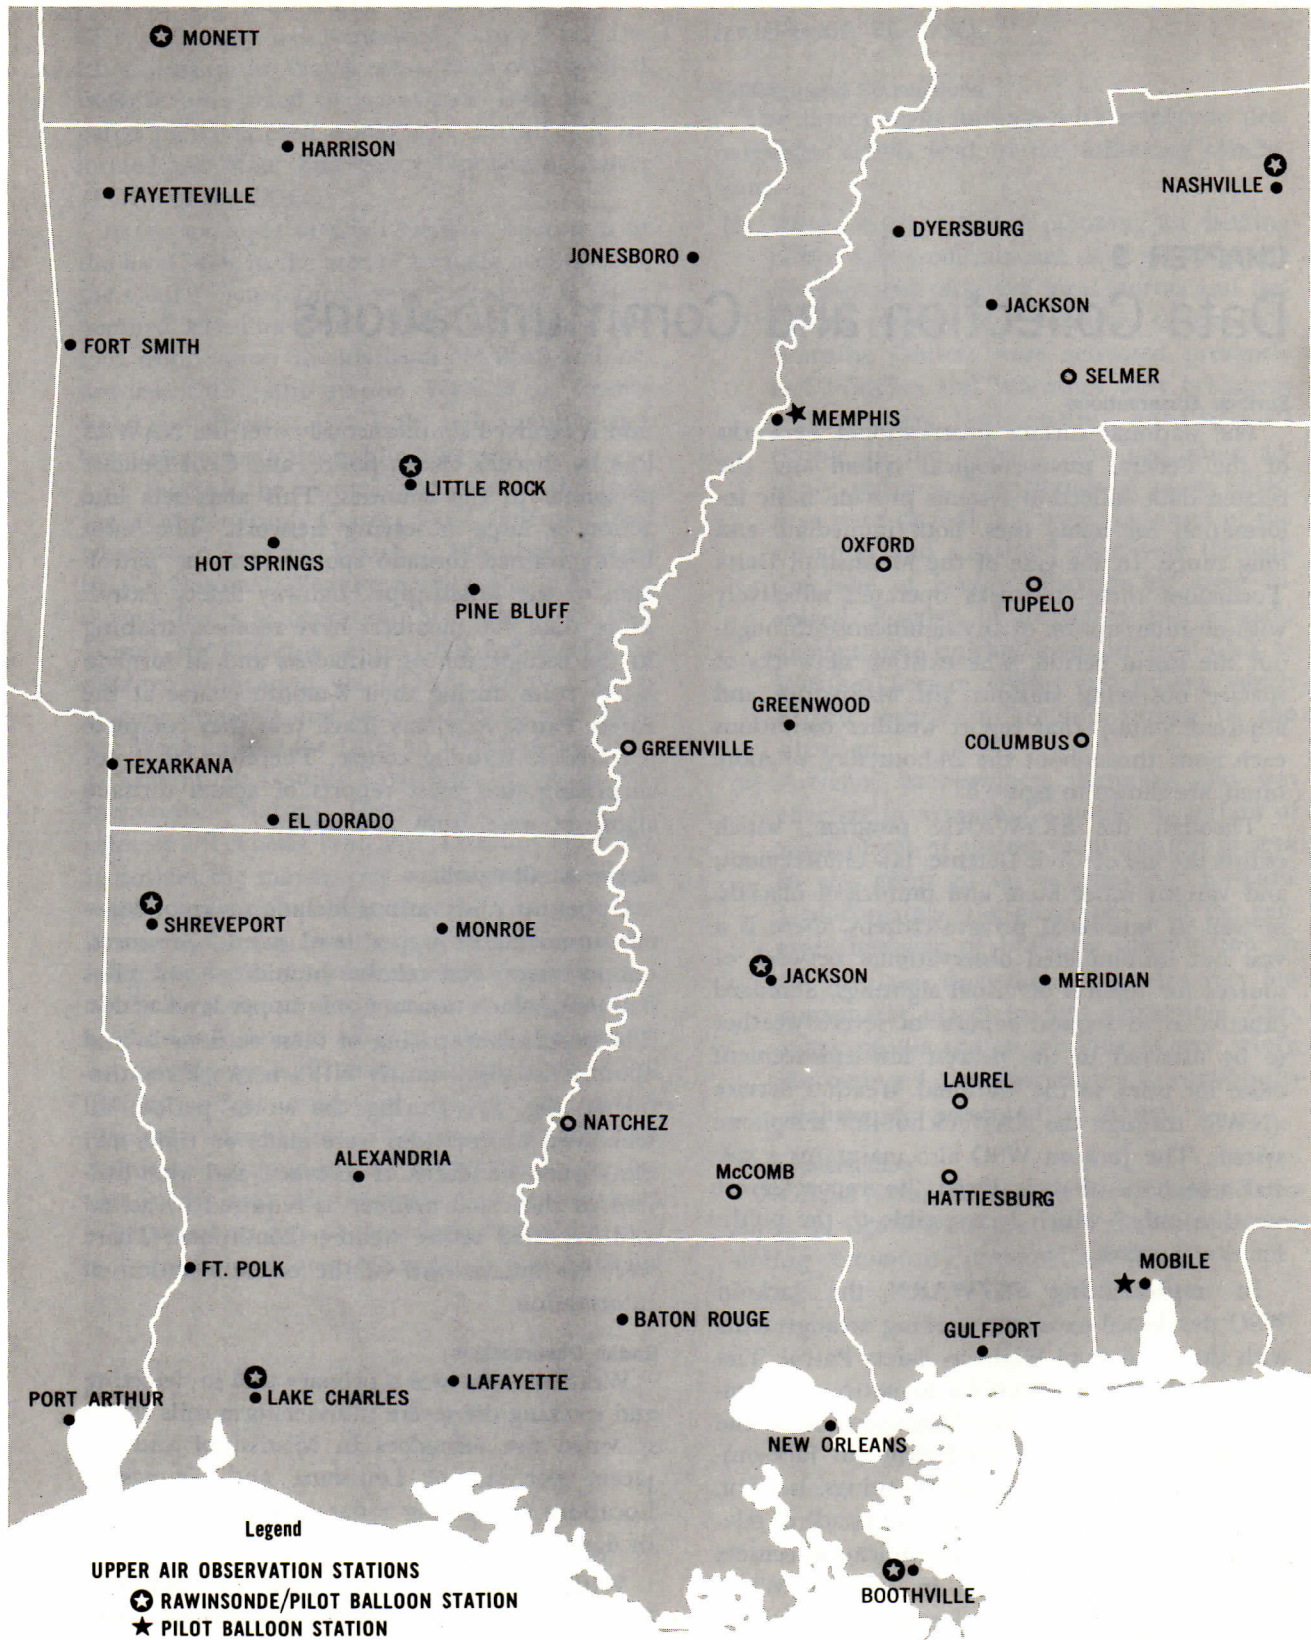 MONETT
HARRISON
NASHVILLE
FAYETTEVILLE
DYERSBURG
JONESBORO
JACKSON
FORT SMITH
SELMER
MEMPHIS
LITTLE ROCK
OXFORD
HOT SPRINGS
TUPELO
PINE BLUFF
GREENWOOD
GREENVILLE
COLUMBUS
TEXARKANA
EL DORADO
SHREVEPORT
MONROE
JACKSON
MERIDIAN
LAUREL
NATCHEZ
ALEXANDRIA
McCOMB
HATTIESBURG
MOBILE
FT. POLK
BATON ROUGE
GULFPORT
LAFAYETTE
PORT ARTHUR
LAKE CHARLES
NEW ORLEANS
Legend
UPPER AIR OBSERVATION STATIONS
BOOTHVILLE
RAWINSONDE/PILOT BALLOON STATION
PILOT BALLOON STATION